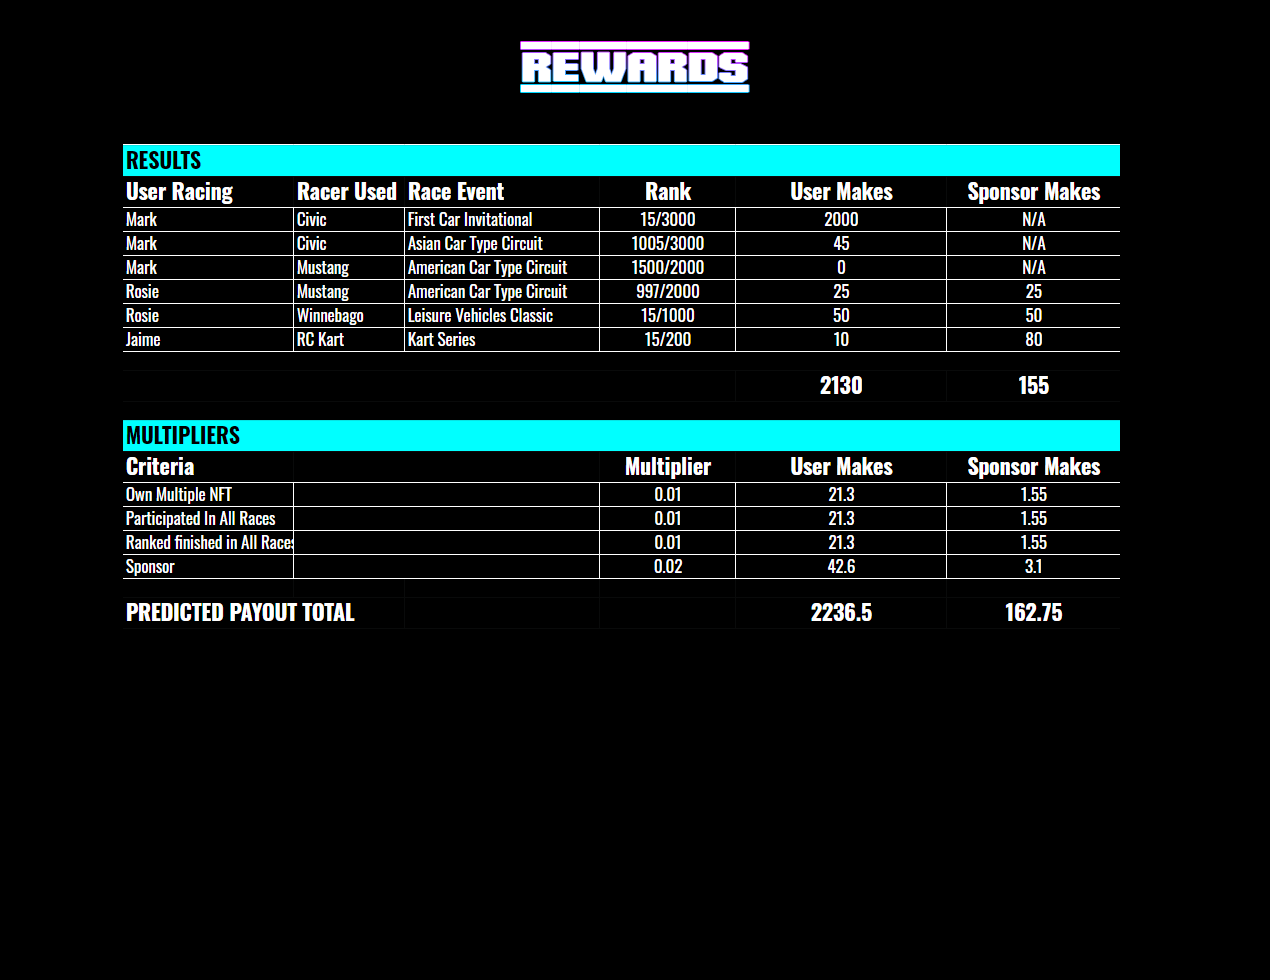 REWARDS
RESULTS
User Racing Racer Used Race Event Rank User Makes Sponsor Makes
Mark Civic First Car Invitational 15/3000 2000 N/A
Mark Civic Asian Car Type Circuit 1005/3000 45 N/A
Mark Mustang American Car Type Circuit 1500/2000 0 N/A
Rosie Mustang American Car Type Circuit 997/2000 25 25
Rosie Winnebago Leisure Vehicles Classic 15/1000 50 50
Jaime RC Kart Kart Series 15/200 10 80
2130 155
MULTIPLIERS
Criteria Multiplier User Makes Sponsor Makes
Own Multiple NFT 0.01 21.3 1.55
Participated In All Races 0.01 21.3 1.55
Ranked finished in All Races 0.01 21.3 1.55
Sponsor 0.02 42.6 3.1
PREDICTED PAYOUT TOTAL 2236.5 162.75